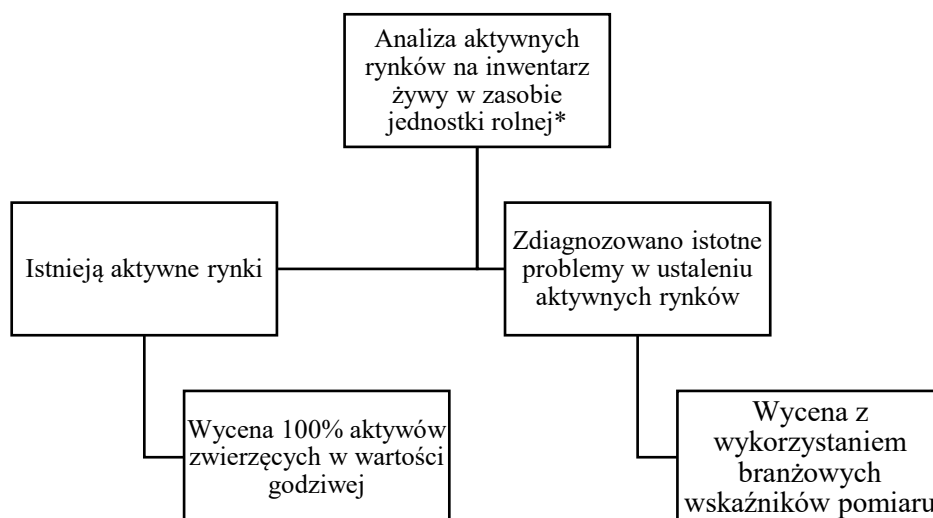 Analiza aktywnych
rynków na inwentarz
żywy w zasobie
jednostki rolnej*
Istnieją aktywne rynki
Zdiagnozowano istotne
problemy w ustaleniu
aktywnych rynków
Wycena 100% aktywów
zwierzęcych w wartości
godziwej
Wycena z
wykorzystaniem
branżowych
wskaźników pomiaru